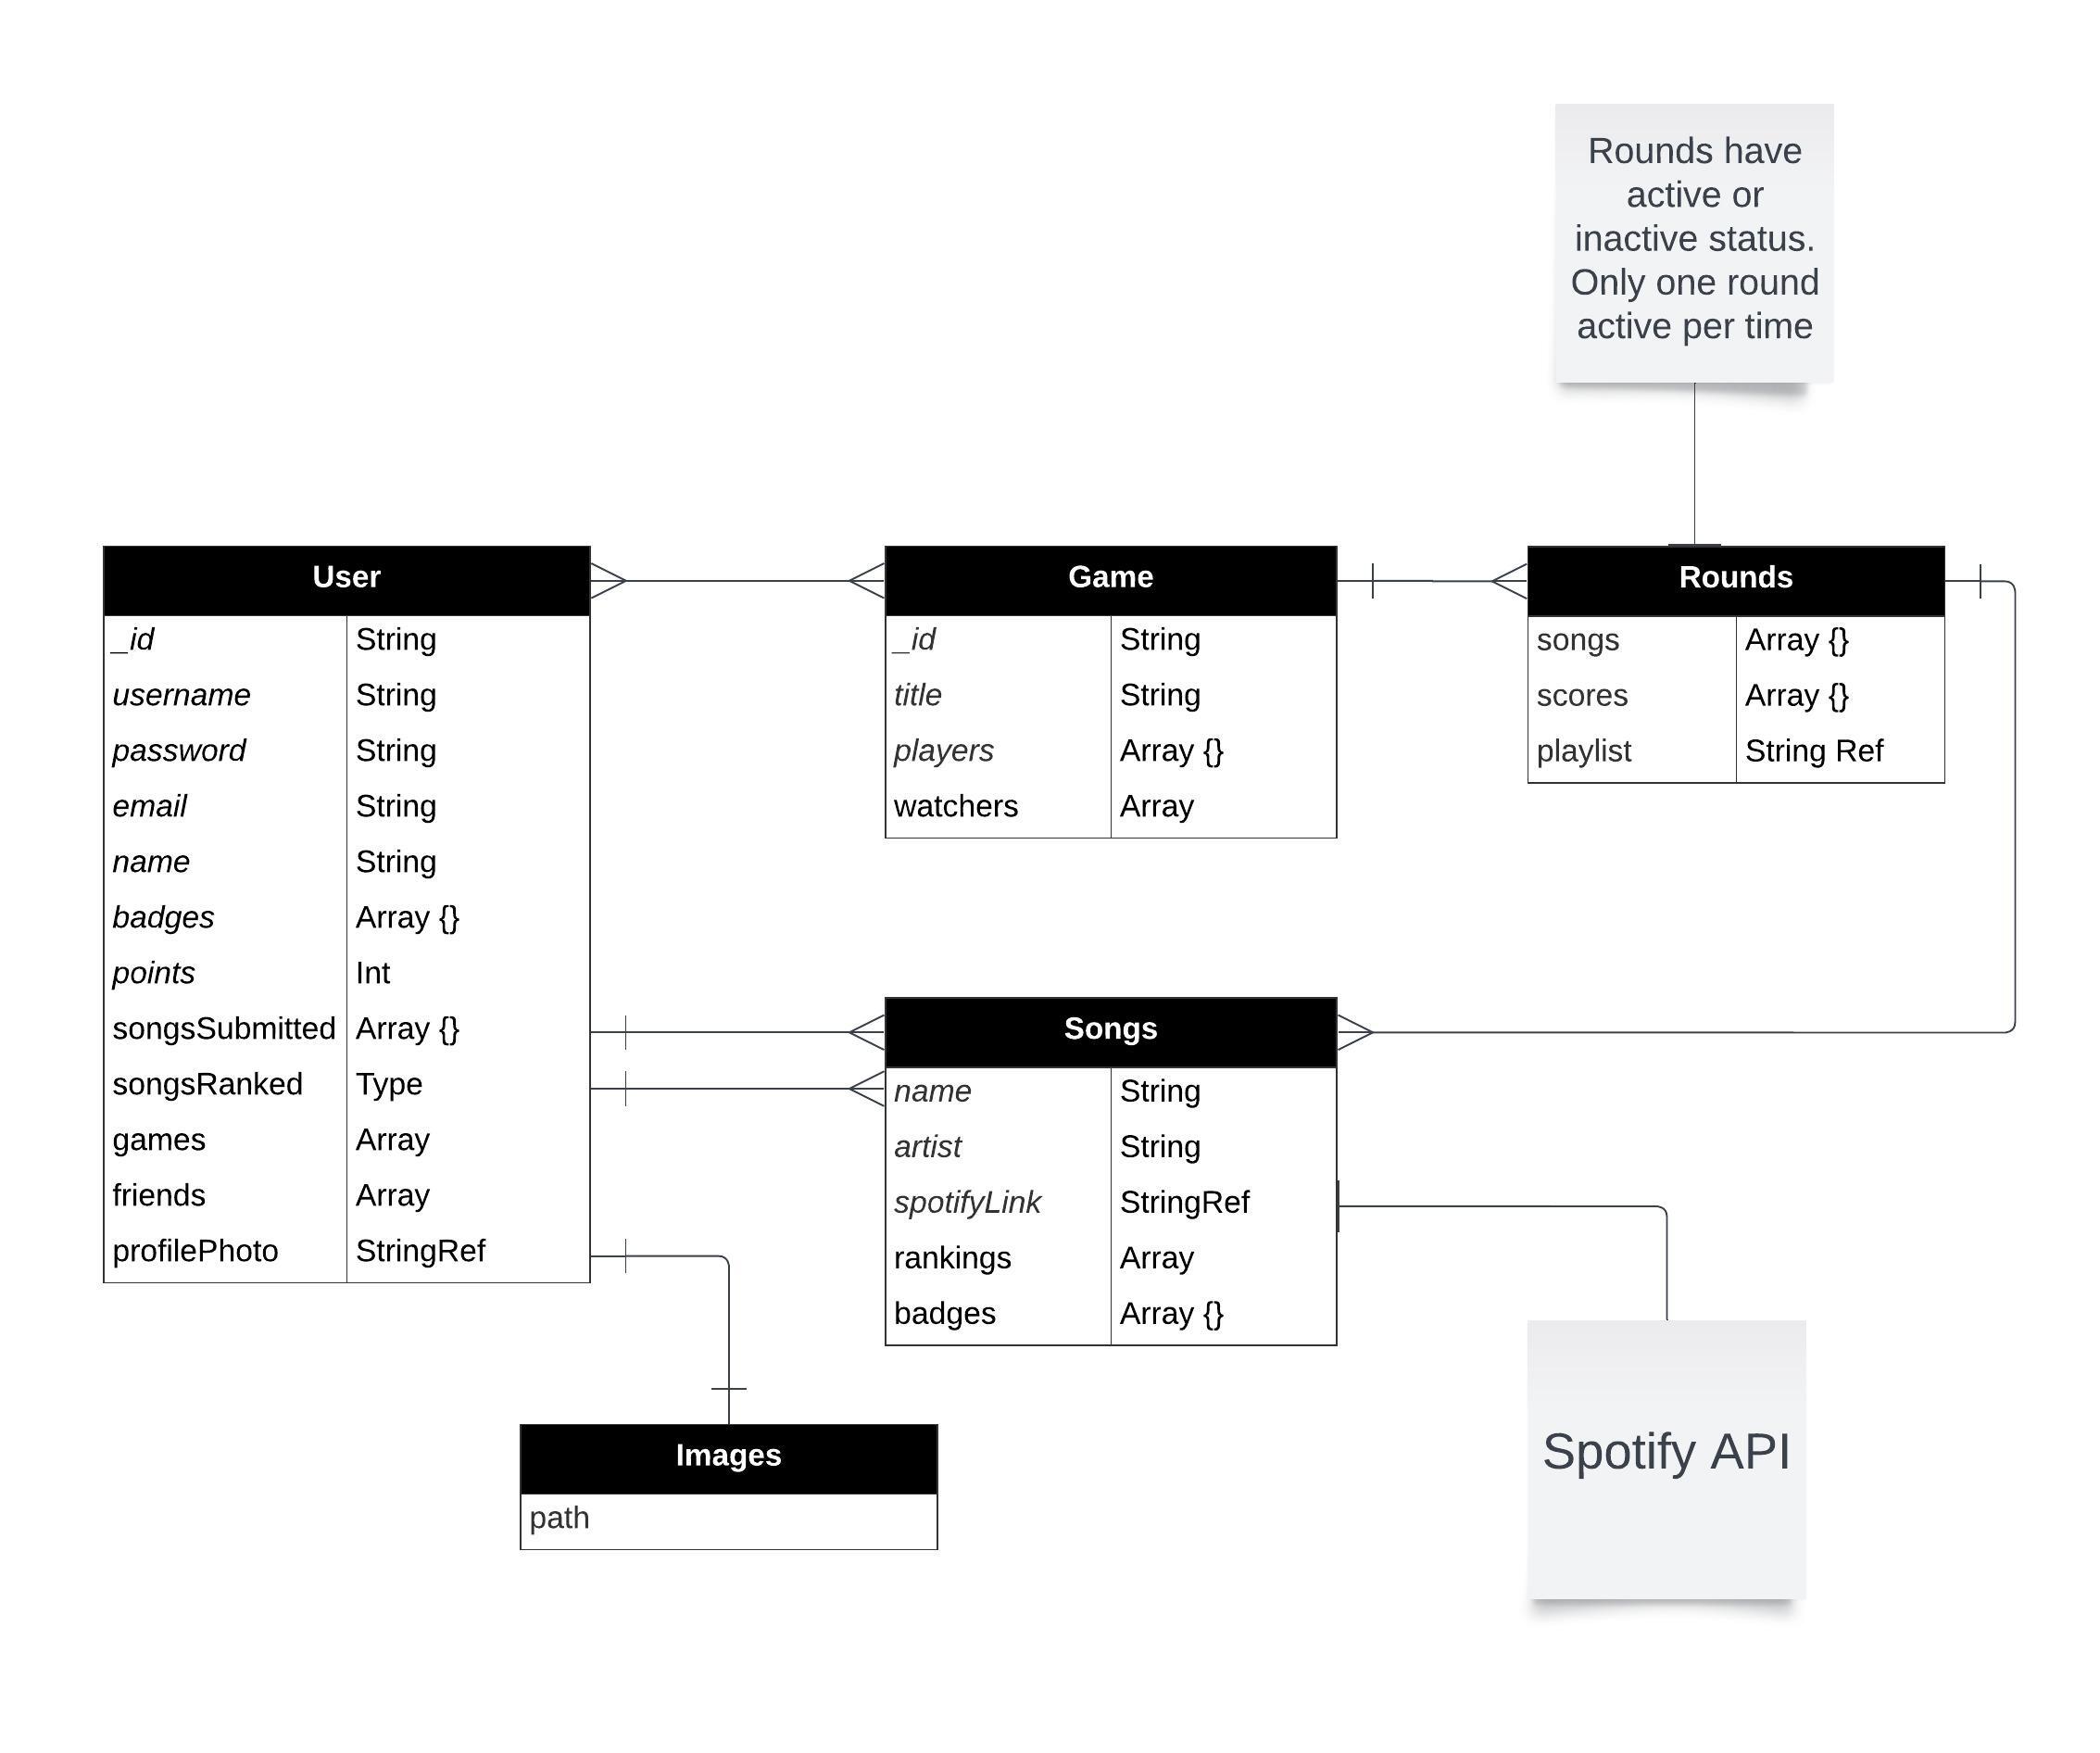 Rounds have
active or
inactive status.
Only one round
active per time
User
_id String
username String
password String
email String
name String
badges Array {}
points Int
songsSubmitted Array {}
songsRanked Type
games Array
friends Array
profilePhoto StringRef
Game
_id String
title String
players Array {}
watchers Array
Rounds
songs Array {}
scores Array {}
playlist String Ref
Songs
name String
artist String
spotifyLink StringRef
rankings Array
badges Array {}
Images
path
Spotify API